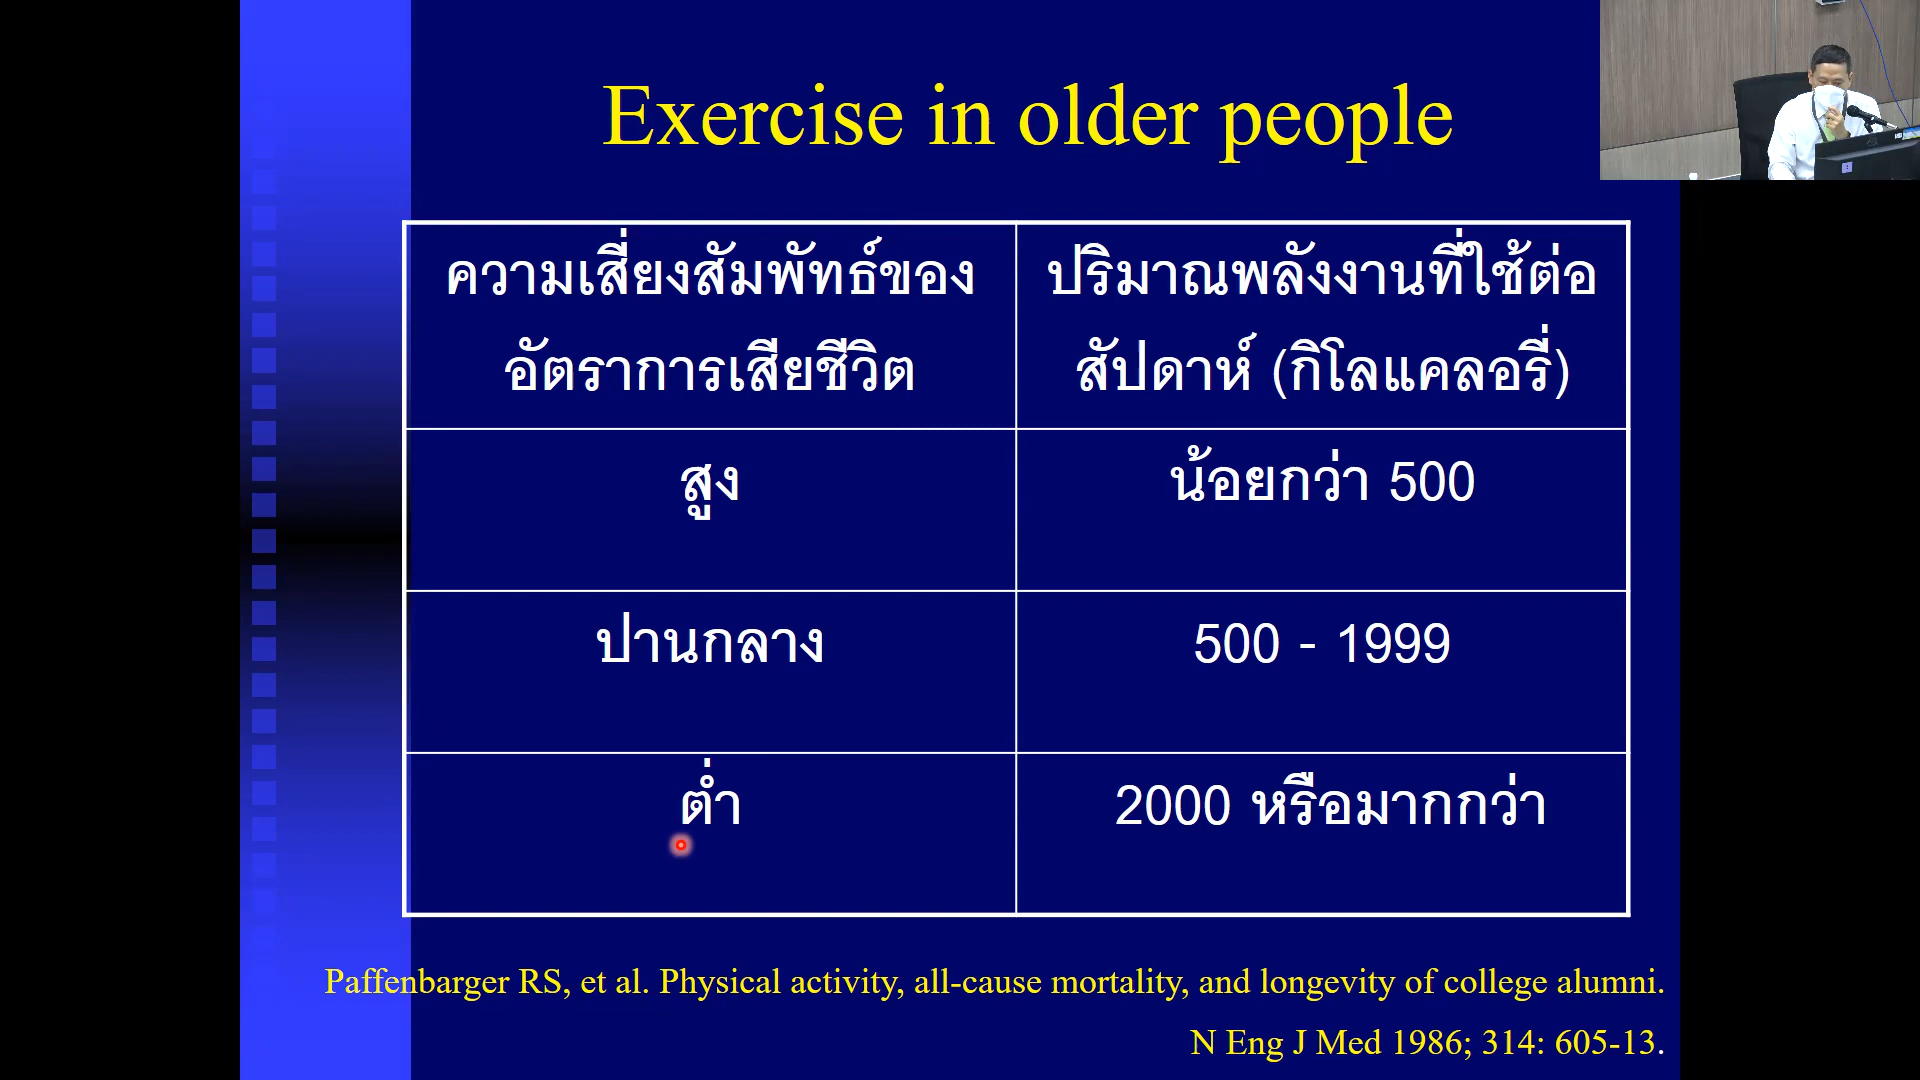 Exercise in older people
ความเสี่ยงสัมพัทธ์ของ
อัตราการเสียชีวิต
ปริมาณพลังงานที่ใช้ต่อ
สัปดาห์ (กิโลแคลอรี่)
สูง
น้อยกว่า 500
ปานกลาง
500 - 1999
ต่ำ
2000 หรือมากกว่า
Paffenbarger RS, et al. Physical activity, all-cause mortality, and longevity of college alumni.
N Eng J Med 1986; 314: 605-13.